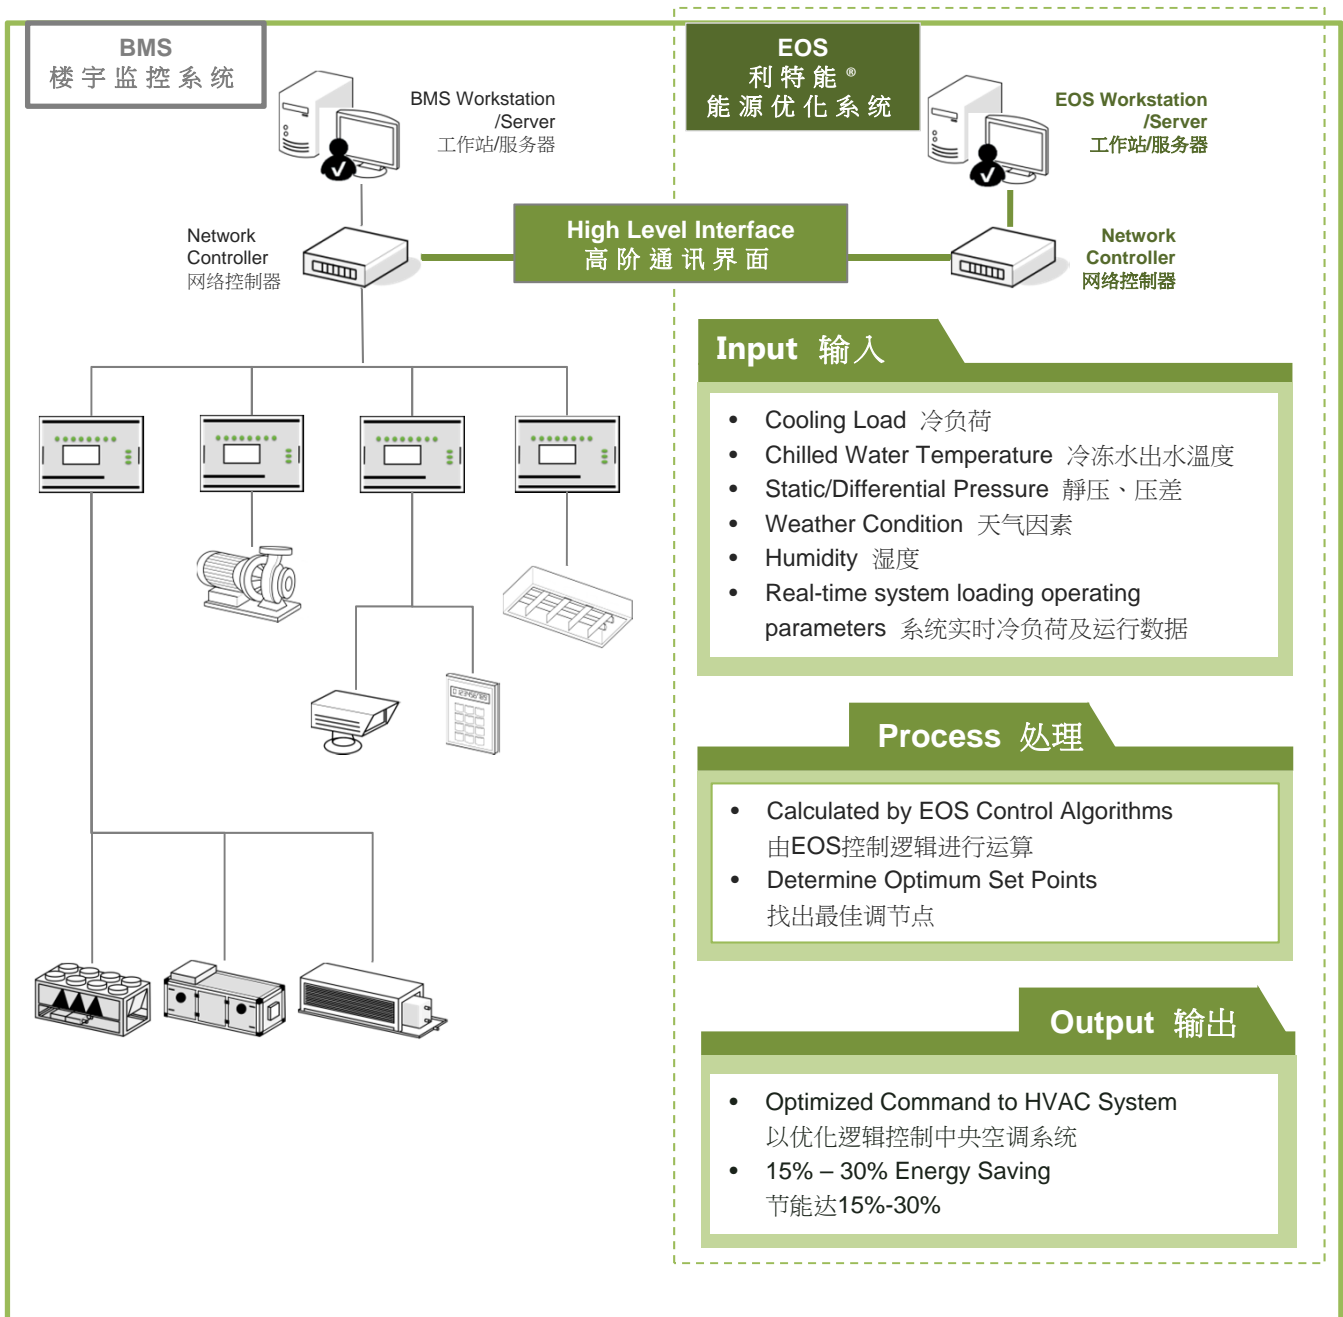 BMS
楼宇监控系统
BMS Workstation
/Server
工作站/服务器
EOS
利特能®
能源优化系统
EOS Workstation
/Server
工作站/服务器
Network
Controller
网络控制器
High Level Interface
高阶通讯界面
Network
Controller
网络控制器
Input 输入
• Cooling Load 冷负荷
• Chilled Water Temperature 冷冻水出水溫度
• Static/Differential Pressure 靜压、压差
• Weather Condition 天气因素
• Humidity 湿度
• Real-time system loading operating
parameters 系统实时冷负荷及运行数据
Process 处理
• Calculated by EOS Control Algorithms
由EOS控制逻辑进行运算
• Determine Optimum Set Points
找出最佳调节点
Output 输出
• Optimized Command to HVAC System
以优化逻辑控制中央空调系统
• 15% – 30% Energy Saving
节能达15%-30%